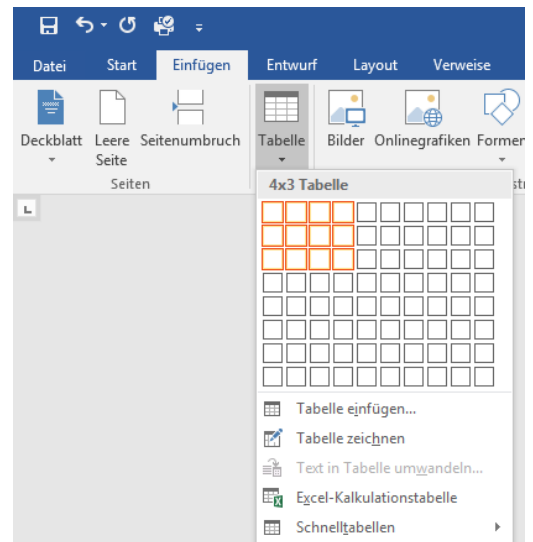 Datei Start Einfügen Entwurf Layout Verweise
Deckblatt Leere Seite Seitenumbruch Tabelle Bilder Onlinegrafiken Formen
Seiten
4x3 Tabelle
Tabelle einfügen...
Tabelle zeichnen
Text in Tabelle umwandeln...
Excel-Kalkulationstabelle
Schnelltabellen